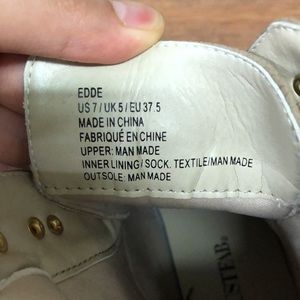 EDDE
US 7 / UK 5 / EU 37.5
MADE IN CHINA
FABRIQUÉ EN CHINE
UPPER: MAN MADE
INNER LINING / SOCK. TEXTILE/MAN MADE
OUTSOLE: MAN MADE